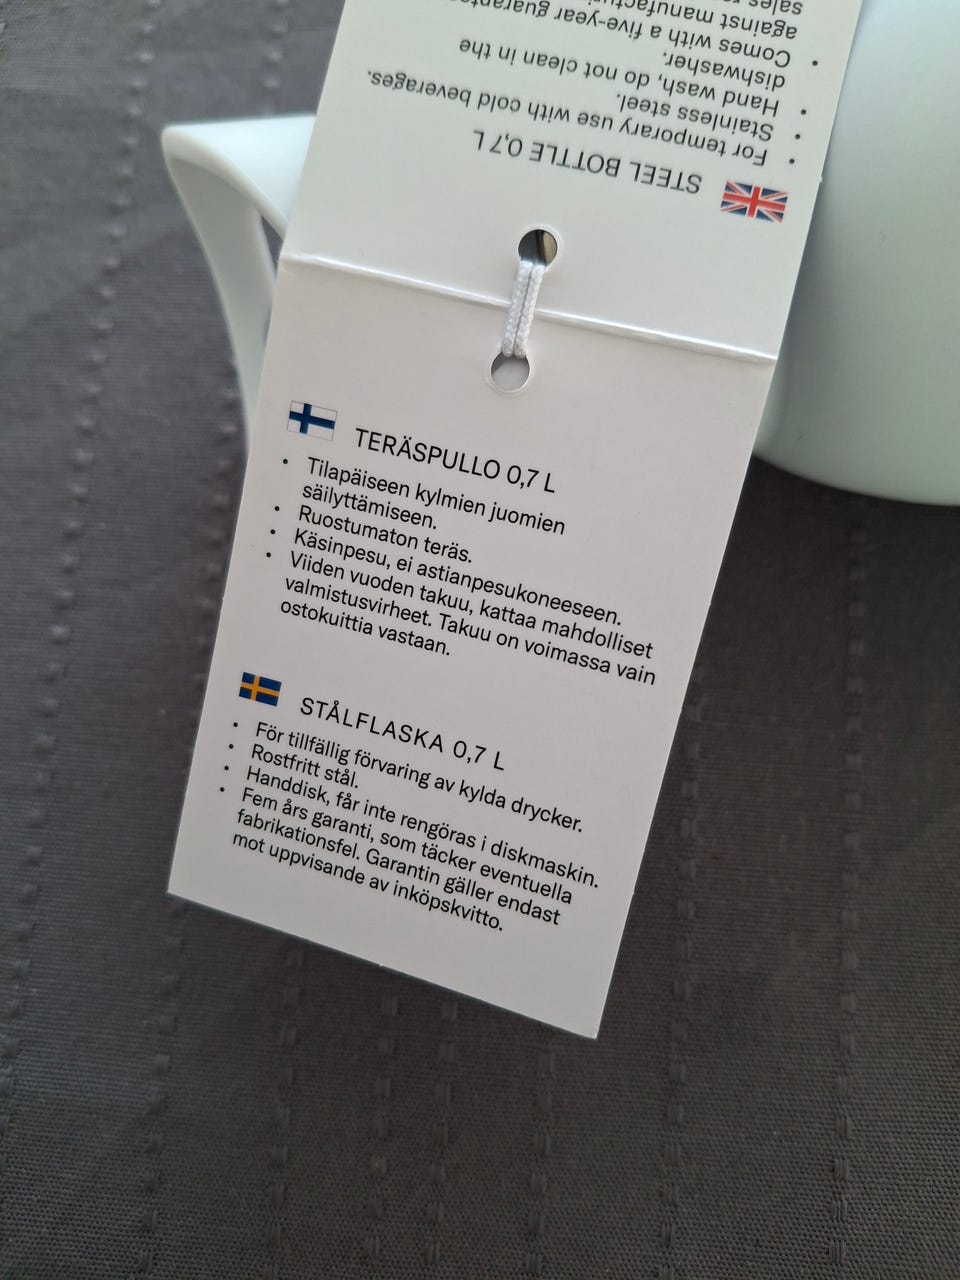 STEEL BOTTLE 0,7 L
• For temporary use with cold beverages.
• Stainless steel.
• Hand wash, do not clean in the
dishwasher.
• Comes with a five-year
against
sales
TERÄSPULLO 0,7 L
• Tilapäiseen kylmien juomien
säilyttämiseen.
• Ruostumaton teräs.
• Käsinpesu, ei astianpesukoneeseen.
• Viiden vuoden takuu, kattaa mahdolliset
valmistusvirheet. Takuu on voimassa vain
ostokuittia vastaan.
STÅLFLASKA 0,7 L
• För tillfällig förvaring av kylda drycker.
• Rostfritt stål.
• Handdisk, får inte rengöras i diskmaskin.
• Fem års garanti, som täcker eventuella
fabrikationsfel. Garantin gäller endast
mot uppvisande av inköpskvitto.